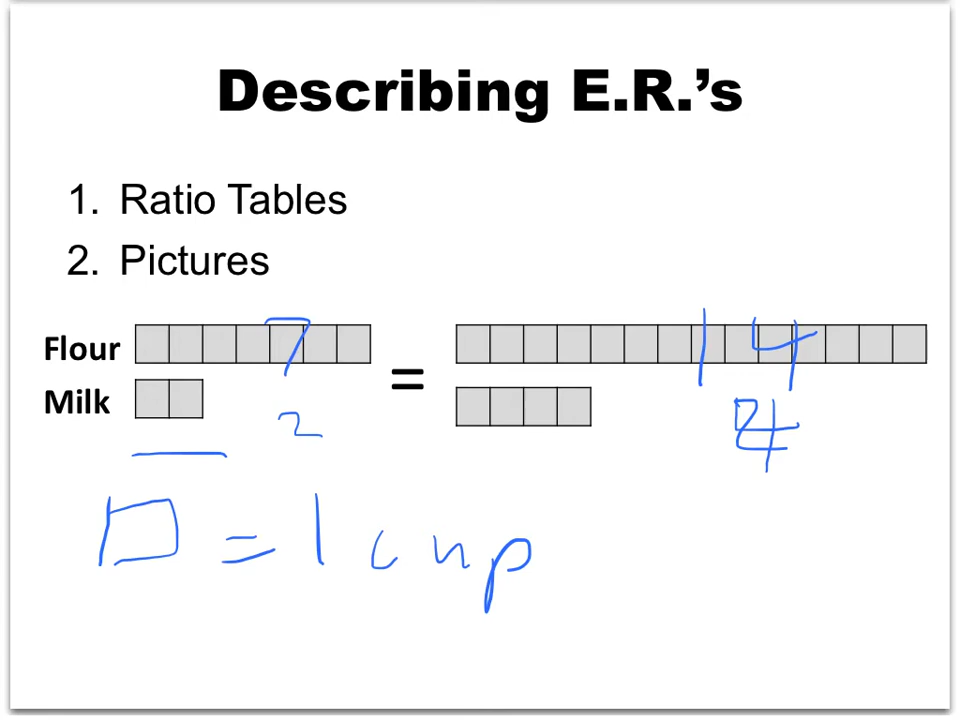 Describing E.R.'s
1. Ratio Tables
2. Pictures
Flour 7 14
Milk
=
2 4
= 1 cup